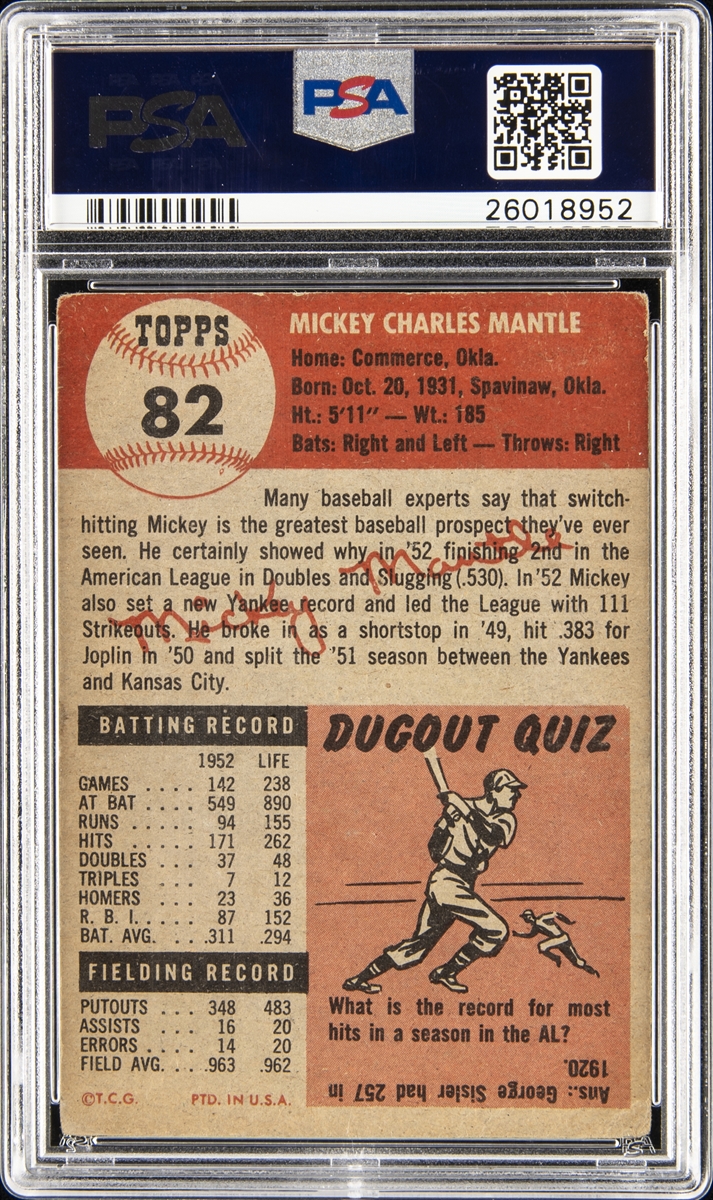 PSA
PSA
26018952
TOPPS
82
MICKEY CHARLES MANTLE
Home: Commerce, Okla.
Born: Oct. 20, 1931, Spavinaw, Okla.
Ht.: 5'11" — Wt.: 185
Bats: Right and Left — Throws: Right
Many baseball experts say that switch-
hitting Mickey is the greatest baseball prospect they've ever
seen. He certainly showed why in '52 finishing 2nd in the
American League in Doubles and Slugging (.530). In '52 Mickey
also set a new Yankee record and led the League with 111
Strikeouts. He broke in as a shortstop in '49, hit .383 for
Joplin in '50 and split the '51 season between the Yankees
and Kansas City.
Micky Mantle
BATTING RECORD
1952 LIFE
GAMES .... 142 238
AT BAT .... 549 890
RUNS ..... 94 155
HITS ..... 171 262
DOUBLES ... 37 48
TRIPLES ... 7 12
HOMERS ... 23 36
R. B. I. .... 87 152
BAT. AVG. ... .311 .294
FIELDING RECORD
PUTOUTS ... 348 483
ASSISTS ... 16 20
ERRORS .... 14 20
FIELD AVG. ... .963 .962
©T.C.G. PTD. IN U.S.A.
DUGOUT QUIZ
What is the record for most
hits in a season in the AL?
Ans.: George Sisler had 257 in
1920.